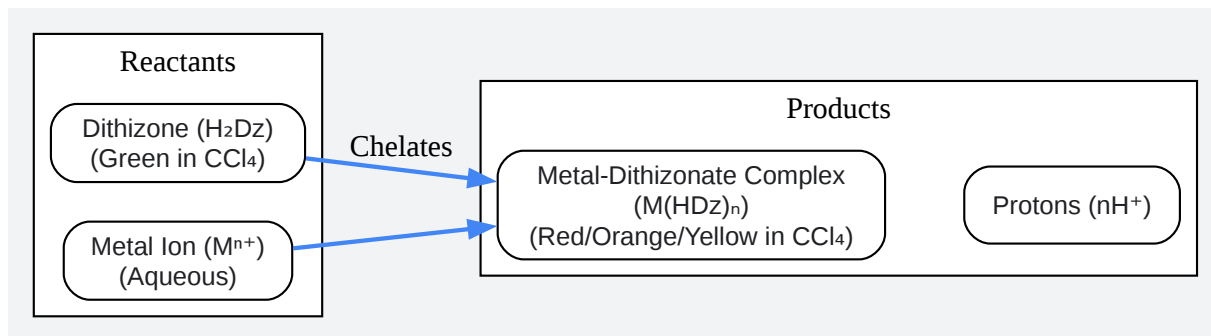 Reactants
Dithizone (H₂Dz)
(Green in CCl₄)
Metal Ion (Mⁿ⁺)
(Aqueous)
Chelates
Products
Metal-Dithizonate Complex
(M(HDz)ₙ)
(Red/Orange/Yellow in CCl₄)
Protons (nH⁺)